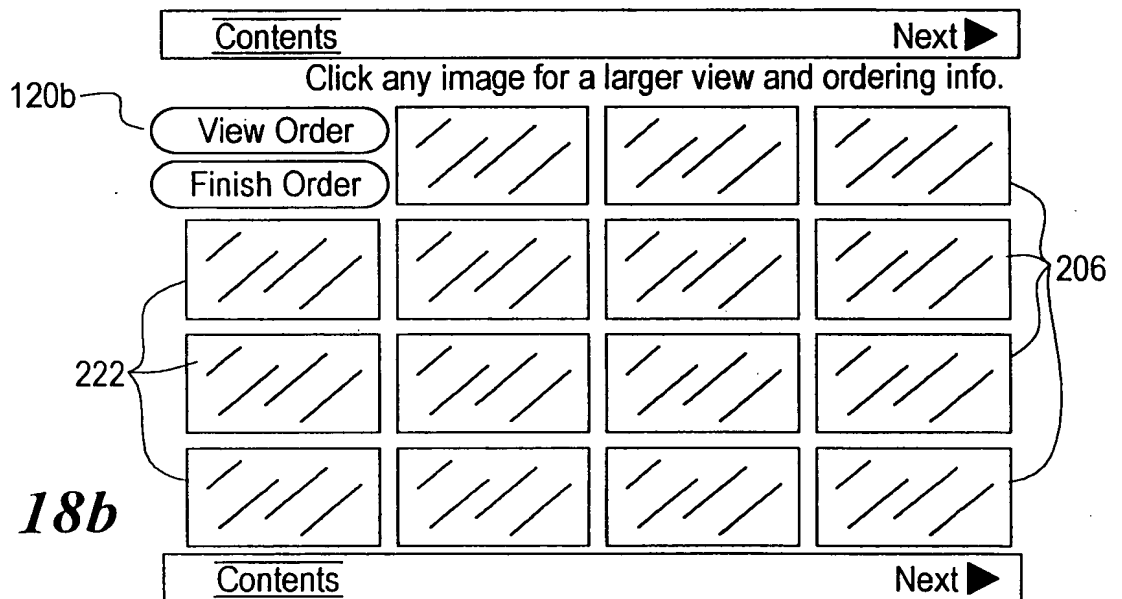 Contents Next
Click any image for a larger view and ordering info.
120b
View Order
Finish Order
206
222
18b
Contents Next